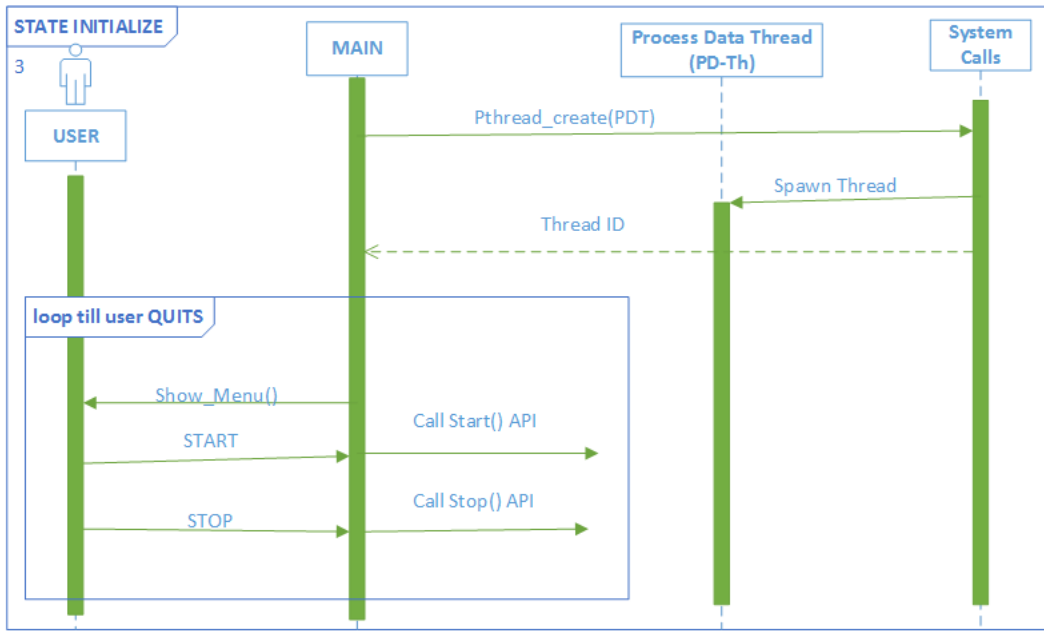 STATE INITIALIZE
3
USER
MAIN
Process Data Thread
(PD-Th)
System
Calls
Pthread_create(PDT)
Spawn Thread
Thread ID
loop till user QUITS
Show_Menu()
START
Call Start() API
STOP
Call Stop() API